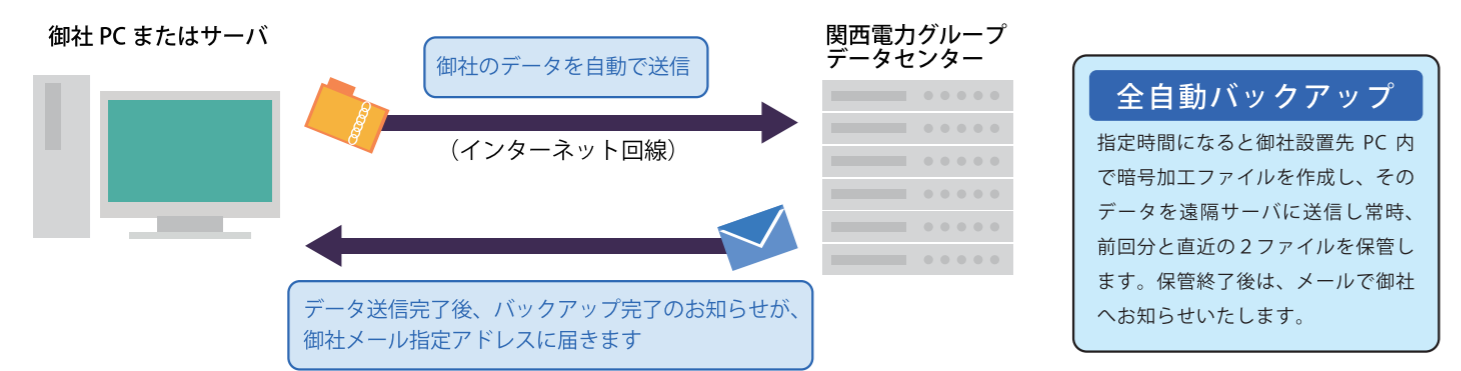 御社 PC またはサーバ
御社のデータを自動で送信
（インターネット回線）
関西電力グループ
データセンター
データ送信完了後、バックアップ完了のお知らせが、
御社メール指定アドレスに届きます
全自動バックアップ
指定時間になると御社設置先 PC 内
で暗号加工ファイルを作成し、その
データを遠隔サーバに送信し常時、
前回分と直近の２ファイルを保管し
ます。保管終了後は、メールで御社
へお知らせいたします。